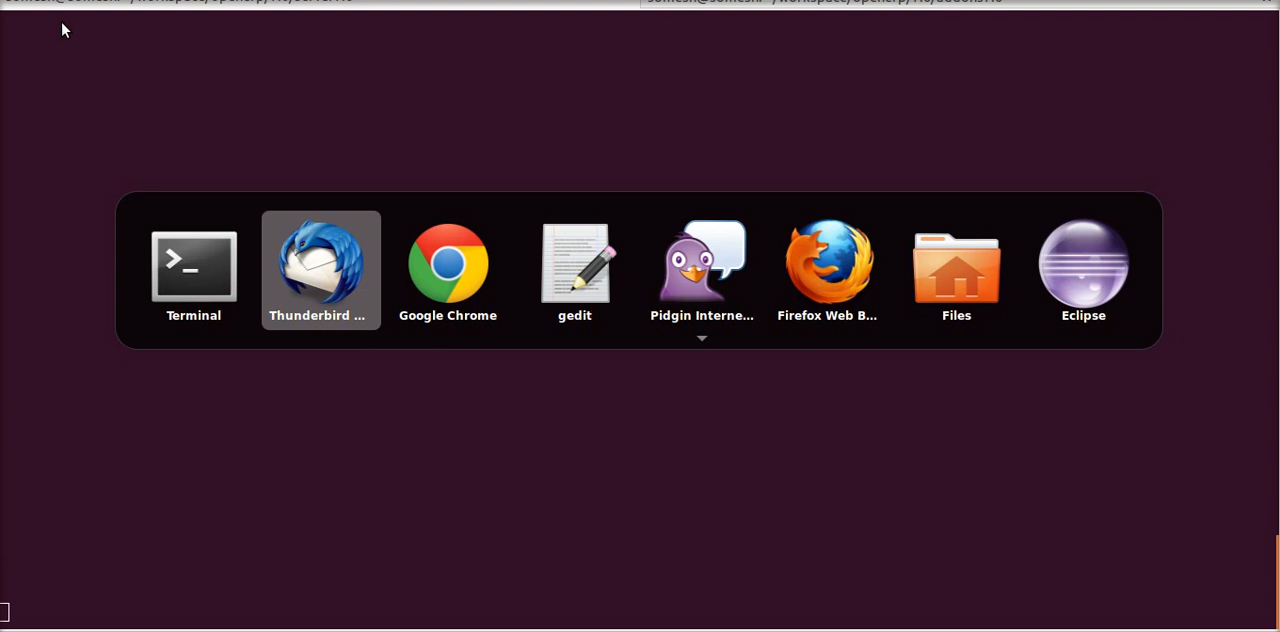 Terminal
Thunderbird ...
Google Chrome
gedit
Pidgin Interne...
Firefox Web B...
Files
Eclipse